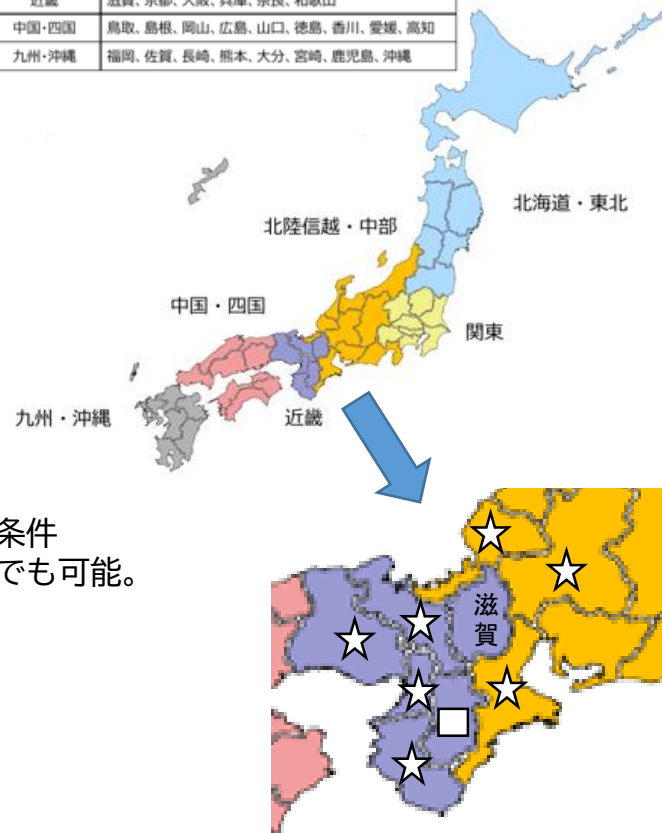 近畿 滋賀、京都、大阪、兵庫、奈良、和歌山
中国・四国 鳥取、島根、岡山、広島、山口、徳島、香川、愛媛、高知
九州・沖縄 福岡、佐賀、長崎、熊本、大分、宮崎、鹿児島、沖縄
北海道・東北
北陸信越・中部
中国・四国
関東
九州・沖縄
近畿
条件
でも可能。
滋
賀